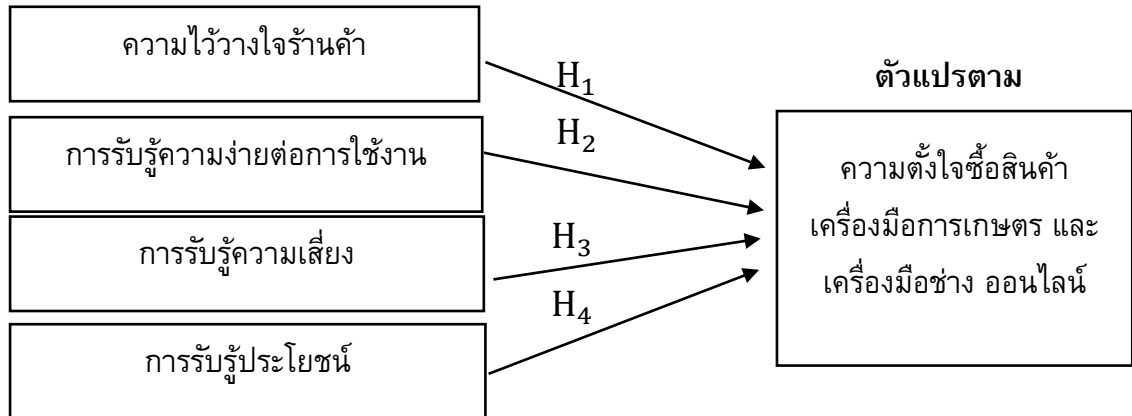 ความไว้วางใจร้านค้า
H₁
ตัวแปรตาม
การรับรู้ความง่ายต่อการใช้งาน
H₂
ความตั้งใจซื้อสินค้า
เครื่องมือการเกษตร และ
เครื่องมือช่าง ออนไลน์
การรับรู้ความเสี่ยง
H₃
H₄
การรับรู้ประโยชน์